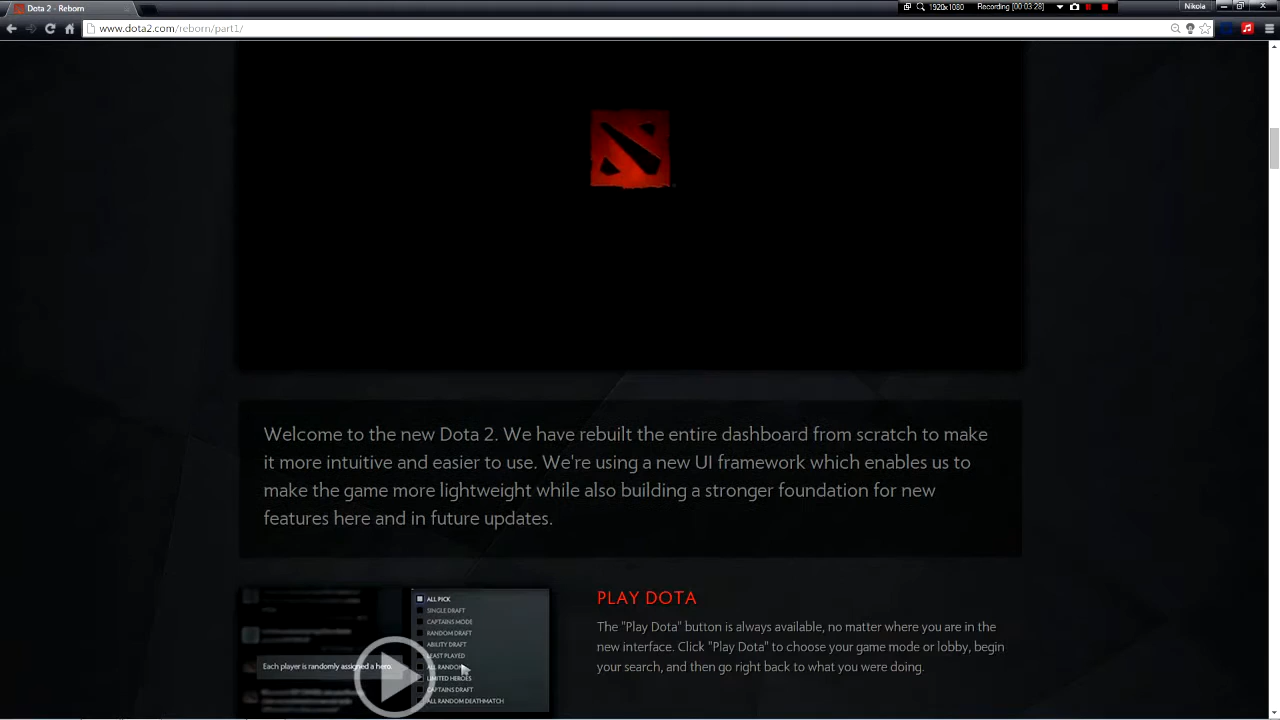 Dota 2 - Reborn
1920x1080
Recording [00:03:28]
Nikola
www.dota2.com/reborn/part1/
Welcome to the new Dota 2. We have rebuilt the entire dashboard from scratch to make
it more intuitive and easier to use. We're using a new UI framework which enables us to
make the game more lightweight while also building a stronger foundation for new
features here and in future updates.
ALL PICK
SINGLE DRAFT
CAPTAINS MODE
RANDOM DRAFT
ABILITY DRAFT
LEAST PLAYED
ALL RANDOM
LIMITED HEROES
CAPTAINS DRAFT
ALL RANDOM DEATHMATCH
Each player is randomly assigned a hero.
PLAY DOTA
The "Play Dota" button is always available, no matter where you are in the
new interface. Click "Play Dota" to choose your game mode or lobby, begin
your search, and then go right back to what you were doing.